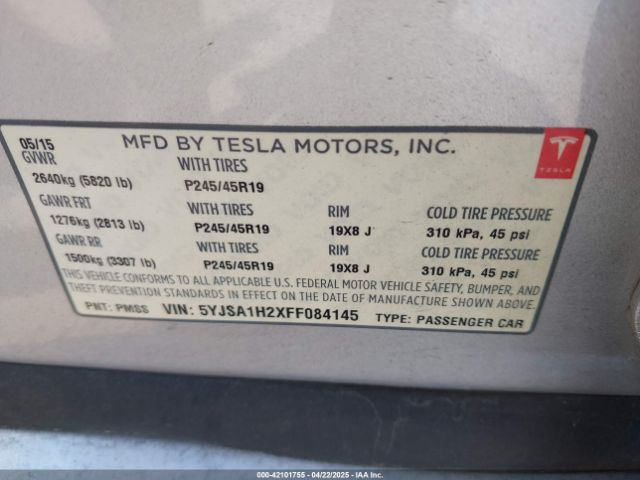 05/15 MFD BY TESLA MOTORS, INC.
GVWR WITH TIRES
2640kg (5820 lb) P245/45R19
TESLA
GAWR FRT WITH TIRES RIM COLD TIRE PRESSURE
1276kg (2813 lb) P245/45R19 19X8 J 310 kPa, 45 psi
GAWR RR WITH TIRES RIM COLD TIRE PRESSURE
1500kg (3307 lb) P245/45R19 19X8 J 310 kPa, 45 psi
THIS VEHICLE CONFORMS TO ALL APPLICABLE U.S. FEDERAL MOTOR VEHICLE SAFETY, BUMPER, AND
THEFT PREVENTION STANDARDS IN EFFECT ON THE DATE OF MANUFACTURE SHOWN ABOVE.
PNT: PMSS VIN: 5YJSA1H2XFF084145 TYPE: PASSENGER CAR
000-42101755 - 04/22/2025 - IAA Inc.